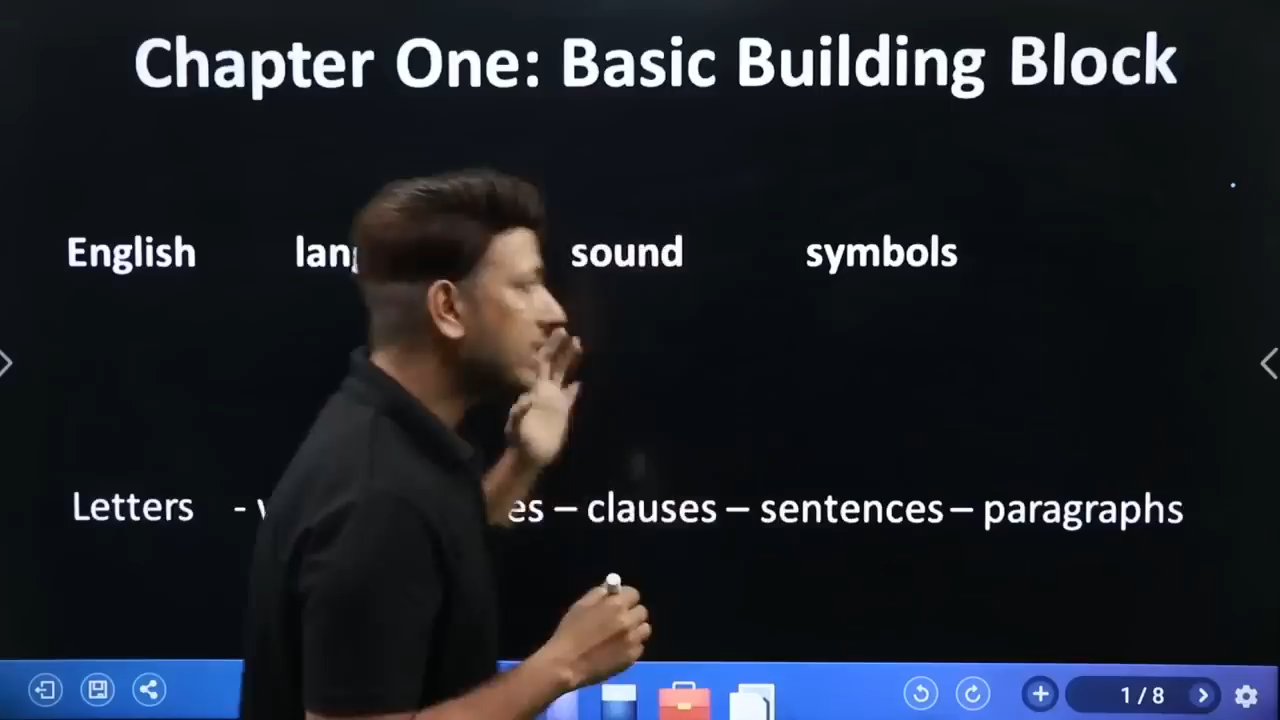 Chapter One: Basic Building Block
English sound symbols
Letters - – clauses – sentences – paragraphs
1 / 8